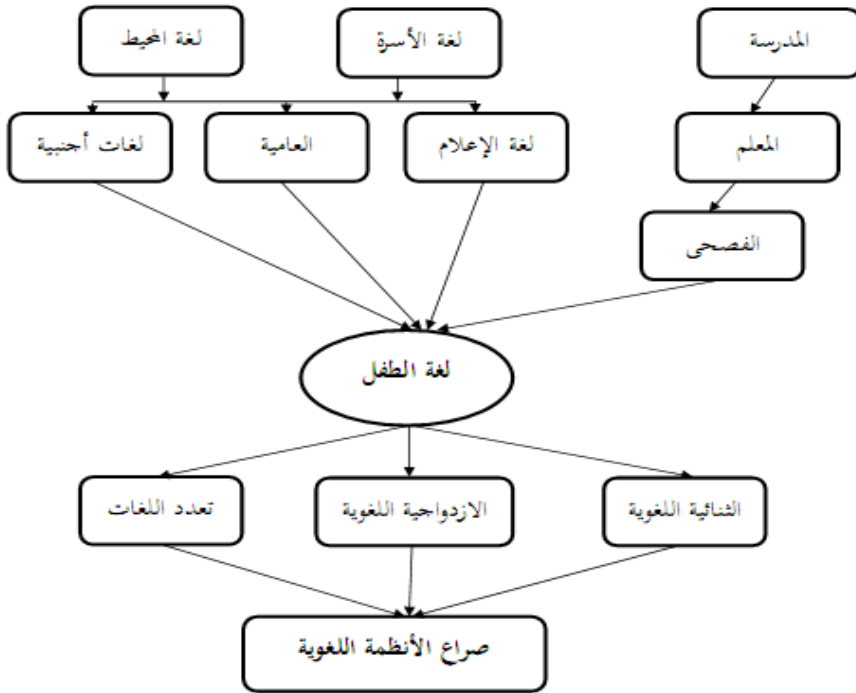 المدرسة
لغة الأسرة
لغة المحيط
المعلم
لغة الإعلام
العامية
لغات أجنبية
الفصحى
لغة الطفل
الثنائية اللغوية
الازدواجية اللغوية
تعدد اللغات
صراع الأنظمة اللغوية